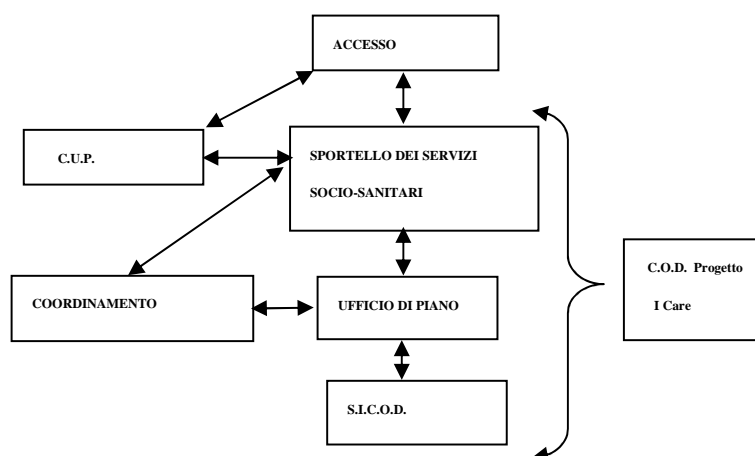 ACCESSO
C.U.P.
SPORTELLO DEI SERVIZI
SOCIO-SANITARI
C.O.D. Progetto
I Care
COORDINAMENTO
UFFICIO DI PIANO
S.I.C.O.D.